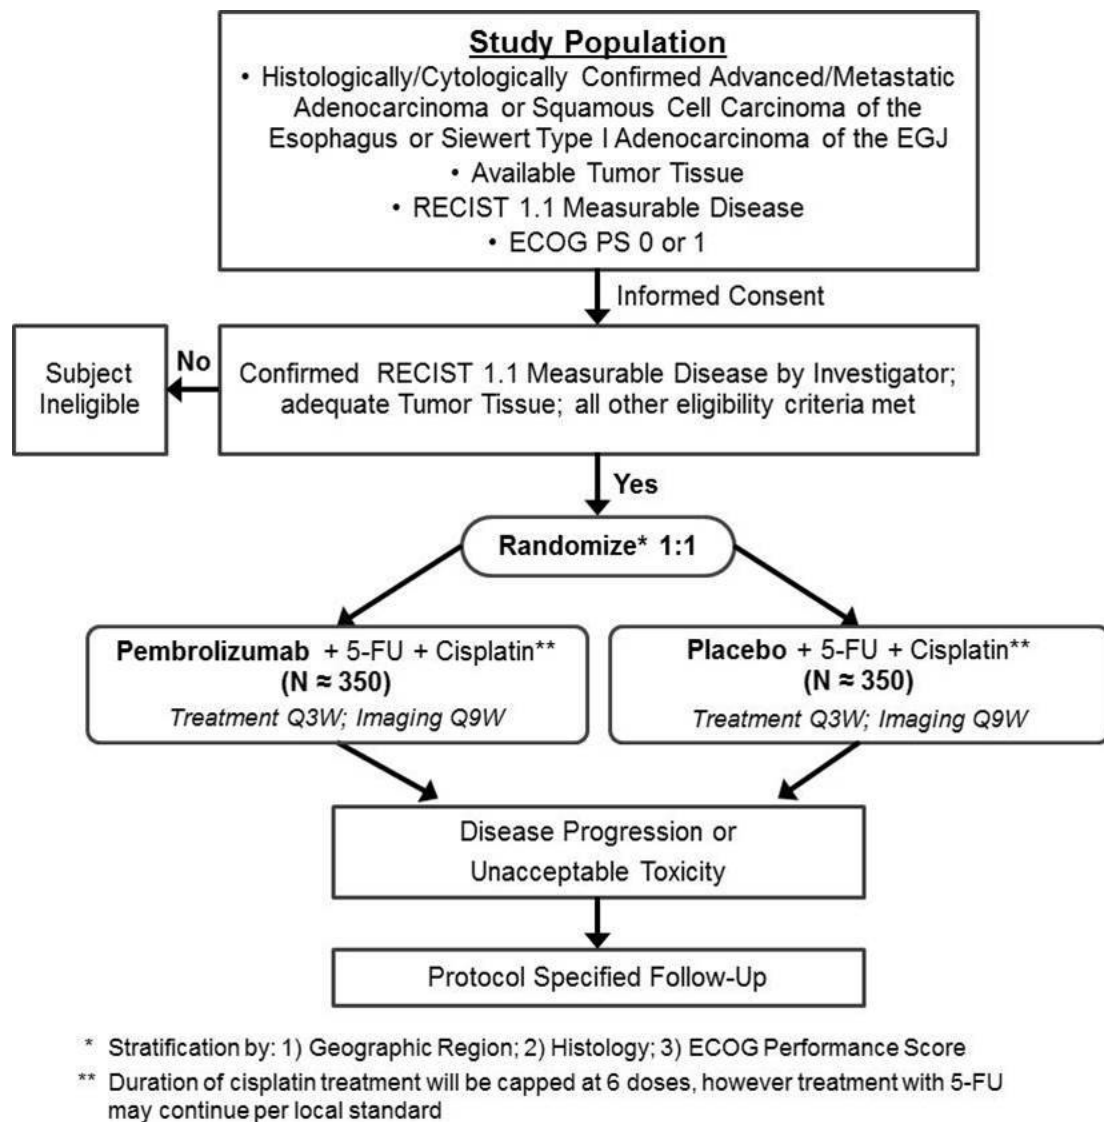 Study Population
• Histologically/Cytologically Confirmed Advanced/Metastatic
Adenocarcinoma or Squamous Cell Carcinoma of the
Esophagus or Siewert Type I Adenocarcinoma of the EGJ
• Available Tumor Tissue
• RECIST 1.1 Measurable Disease
• ECOG PS 0 or 1
Informed Consent
Subject
Ineligible
No
Confirmed RECIST 1.1 Measurable Disease by Investigator;
adequate Tumor Tissue; all other eligibility criteria met
Yes
Randomize* 1:1
Pembrolizumab + 5-FU + Cisplatin**
(N ≈ 350)
Treatment Q3W; Imaging Q9W
Placebo + 5-FU + Cisplatin**
(N ≈ 350)
Treatment Q3W; Imaging Q9W
Disease Progression or
Unacceptable Toxicity
Protocol Specified Follow-Up
* Stratification by: 1) Geographic Region; 2) Histology; 3) ECOG Performance Score
** Duration of cisplatin treatment will be capped at 6 doses, however treatment with 5-FU
may continue per local standard